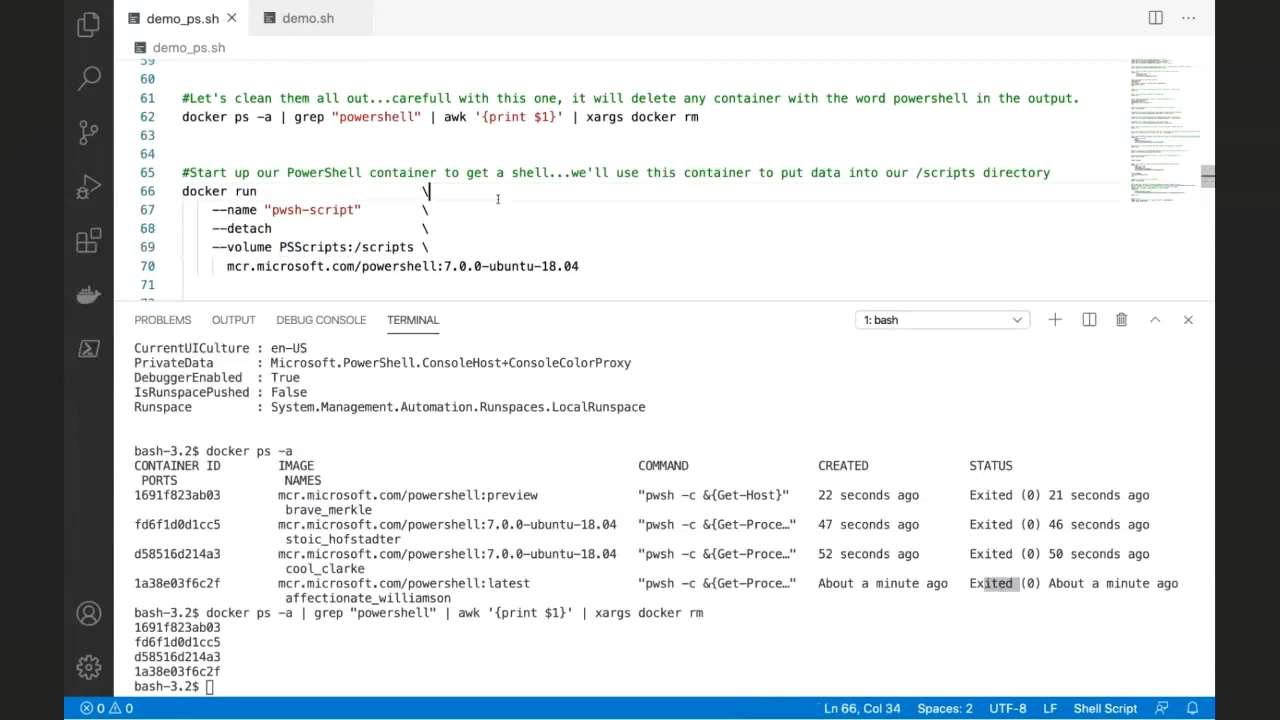 demo_ps.sh
demo.sh
demo_ps.sh
59
60
61 #Let's clean them all out...careful with this one, it will delete any container with the word powershell in the output.
62 docker ps -a | grep "powershell" | awk '{print $1}' | xargs docker rm
63
64
65 #Start up our PowerShell container to get a shell...we'll use this container to put data into our /scripts directory
66 docker run \
67 --name "pwsh-script" \
68 --detach \
69 --volume PSScripts:/scripts \
70 mcr.microsoft.com/powershell:7.0.0-ubuntu-18.04
71
PROBLEMS OUTPUT DEBUG CONSOLE TERMINAL 1: bash
CurrentUICulture : en-US
PrivateData : Microsoft.PowerShell.ConsoleHost+ConsoleColorProxy
DebuggerEnabled : True
IsRunspacePushed : False
Runspace : System.Management.Automation.Runspaces.LocalRunspace
bash-3.2$ docker ps -a
CONTAINER ID IMAGE COMMAND CREATED STATUS
PORTS NAMES
1691f823ab03 mcr.microsoft.com/powershell:preview "pwsh -c &{Get-Host}" 22 seconds ago Exited (0) 21 seconds ago
brave_merkle
fd6f1d0d1cc5 mcr.microsoft.com/powershell:7.0.0-ubuntu-18.04 "pwsh -c &{Get-Proce…" 47 seconds ago Exited (0) 46 seconds ago
stoic_hofstadter
d58516d214a3 mcr.microsoft.com/powershell:7.0.0-ubuntu-18.04 "pwsh -c &{Get-Proce…" 52 seconds ago Exited (0) 50 seconds ago
cool_clarke
1a38e03f6c2f mcr.microsoft.com/powershell:latest "pwsh -c &{Get-Proce…" About a minute ago Exited (0) About a minute ago
affectionate_williamson
bash-3.2$ docker ps -a | grep "powershell" | awk '{print $1}' | xargs docker rm
1691f823ab03
fd6f1d0d1cc5
d58516d214a3
1a38e03f6c2f
bash-3.2$
0 0 Ln 66, Col 34 Spaces: 2 UTF-8 LF Shell Script